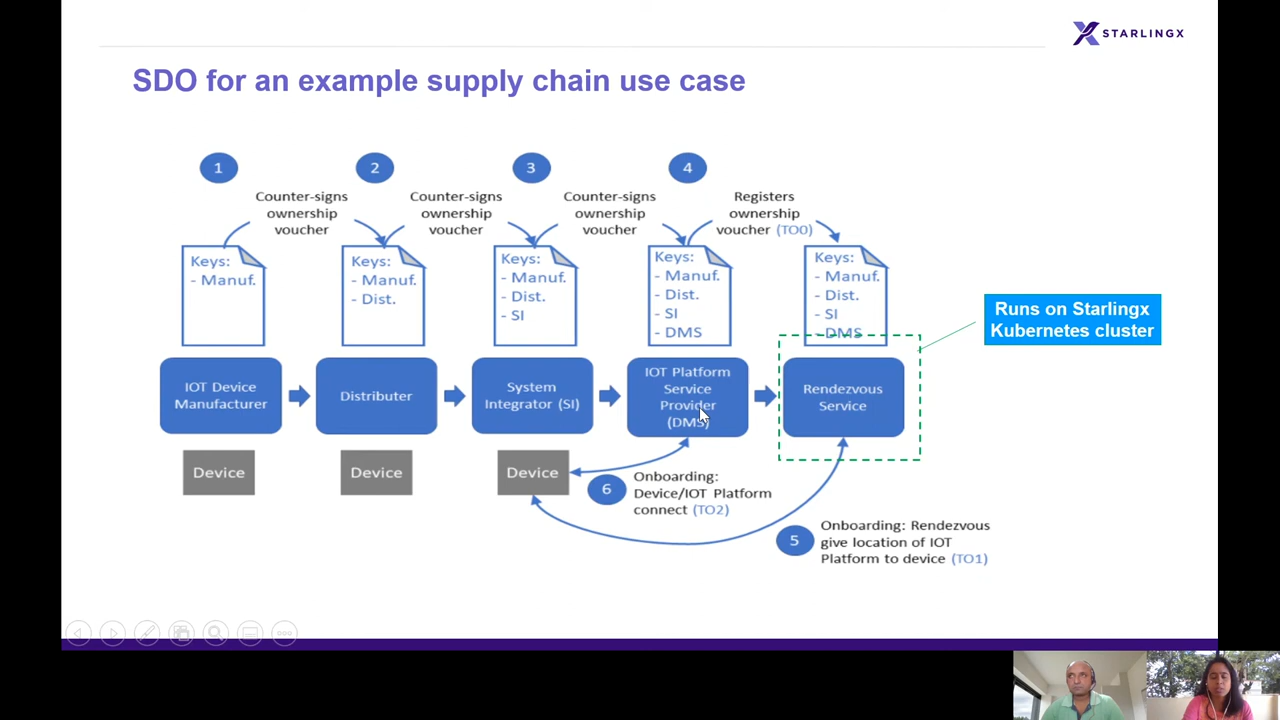 STARLINGX
SDO for an example supply chain use case
1
2
3
4
Counter-signs
ownership
voucher
Counter-signs
ownership
voucher
Counter-signs
ownership
voucher
Registers
ownership
voucher (TO0)
Keys:
- Manuf.
Keys:
- Manuf.
- Dist.
Keys:
- Manuf.
- Dist.
- SI
Keys:
- Manuf.
- Dist.
- SI
- DMS
Keys:
- Manuf.
- Dist.
- SI
- DMS
Runs on Starlingx
Kubernetes cluster
IOT Device
Manufacturer
Distributer
System
Integrator (SI)
IOT Platform
Service
Provider
(DMS)
Rendezvous
Service
Device
Device
Device
6
Onboarding:
Device/IOT Platform
connect (TO2)
5
Onboarding: Rendezvous
give location of IOT
Platform to device (TO1)